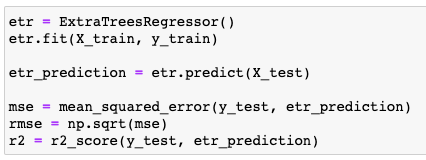 etr = ExtraTreesRegressor()
etr.fit(X_train, y_train)
etr_prediction = etr.predict(X_test)
mse = mean_squared_error(y_test, etr_prediction)
rmse = np.sqrt(mse)
r2 = r2_score(y_test, etr_prediction)